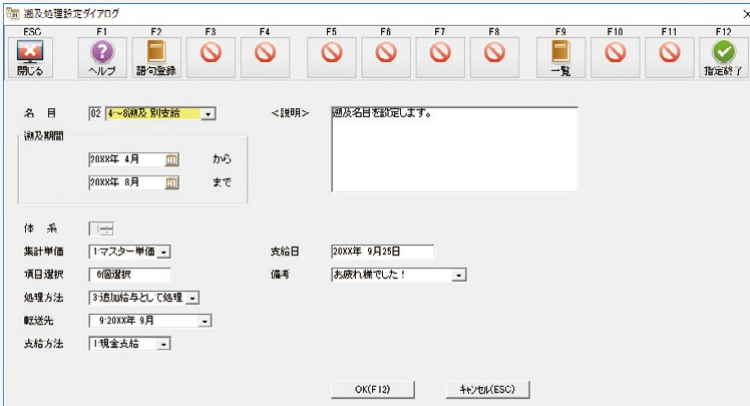 遡及処理設定ダイアログ
ESC F1 F2 F3 F4 F5 F6 F7 F8 F9 F10 F11 F12
閉じる ヘルプ 語句登録 一覧 指定終了
名 目 02 4~8遡及 別支給 <説明> 遡及名目を設定します。
遡及期間
20XX年 4月 から
20XX年 8月 まで
体 系 1
集計単価 1:マスター単価 支給日 20XX年 9月25日
項目選択 6個選択 備考 お疲れ様でした!
処理方法 3:追加給与として処理
転送先 9:20XX年 9月
支給方法 1:現金支給
OK(F12) キャンセル(ESC)